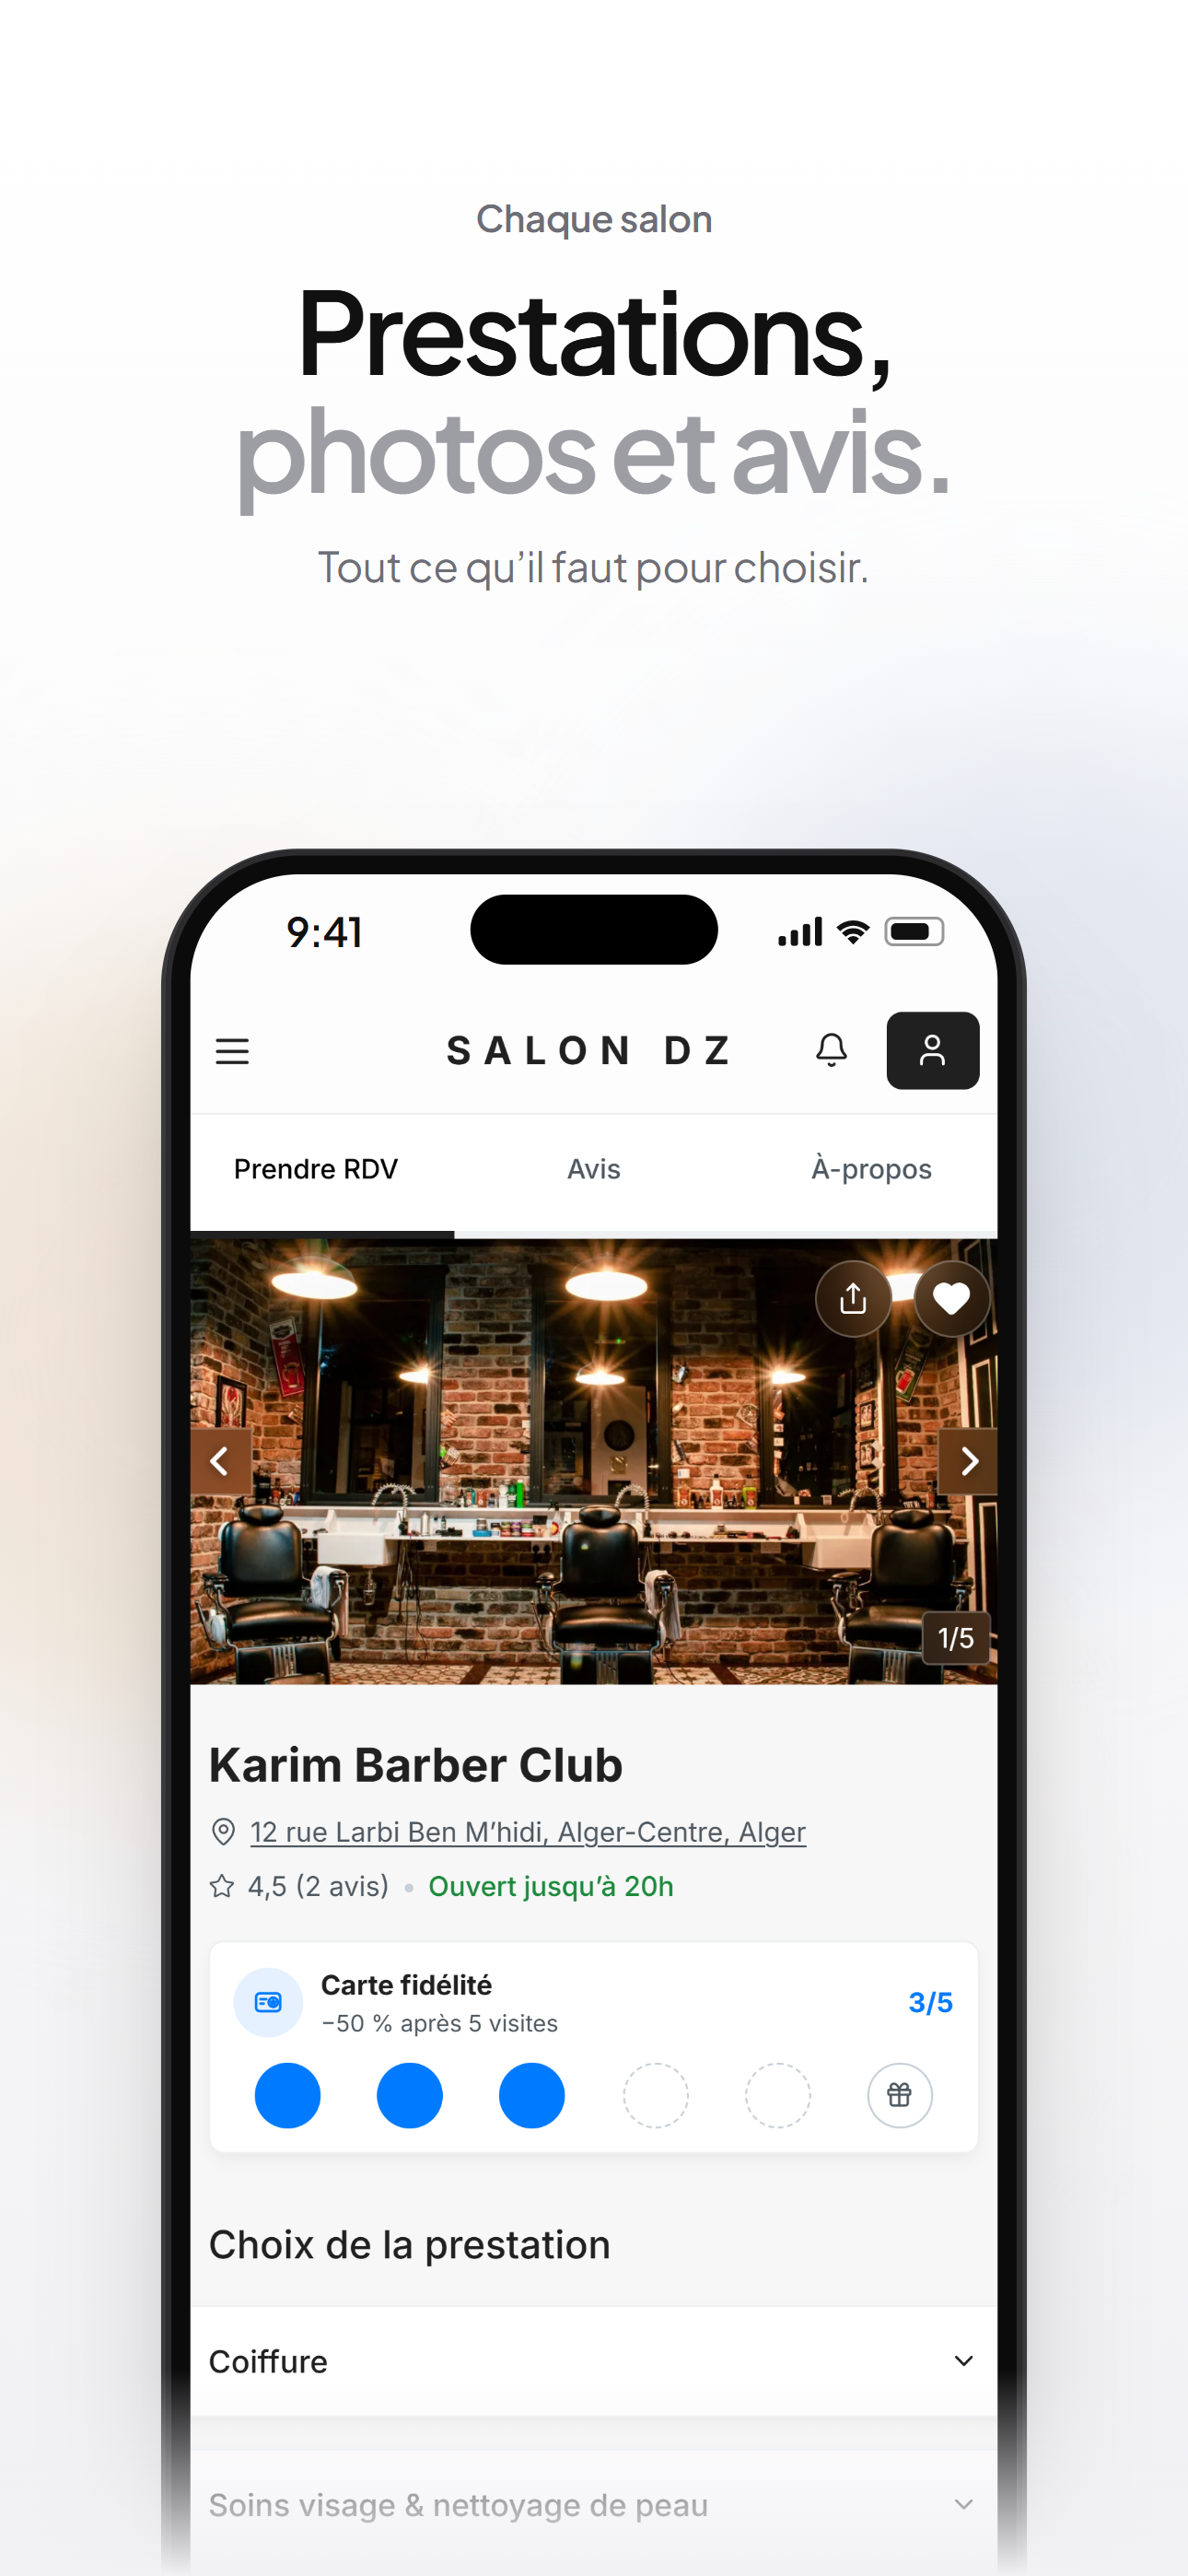 Chaque salon
Prestations,
photos et avis.
Tout ce qu’il faut pour choisir.
9:41
SALON DZ
Prendre RDV
Avis
À-propos
1/5
Karim Barber Club
12 rue Larbi Ben M’hidi, Alger-Centre, Alger
4,5 (2 avis) • Ouvert jusqu’à 20h
Carte fidélité
−50 % après 5 visites
3/5
Choix de la prestation
Coiffure
Soins visage & nettoyage de peau